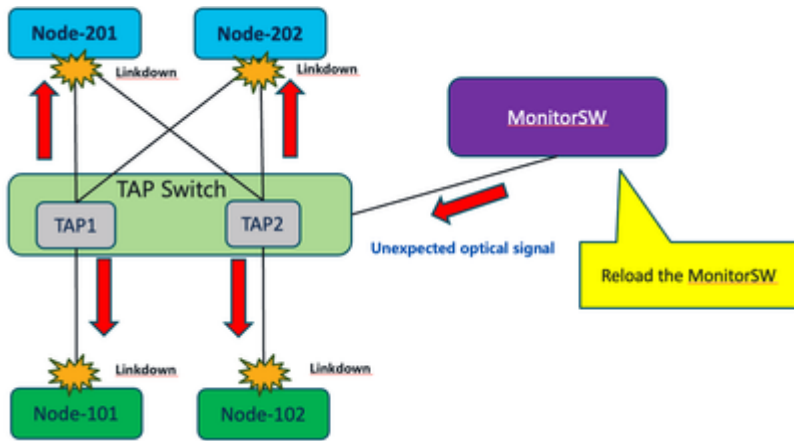 Node-201
Node-202
Linkdown
Linkdown
MonitorSW
TAP Switch
TAP1
TAP2
Unexpected optical signal
Reload the MonitorSW
Linkdown
Linkdown
Node-101
Node-102